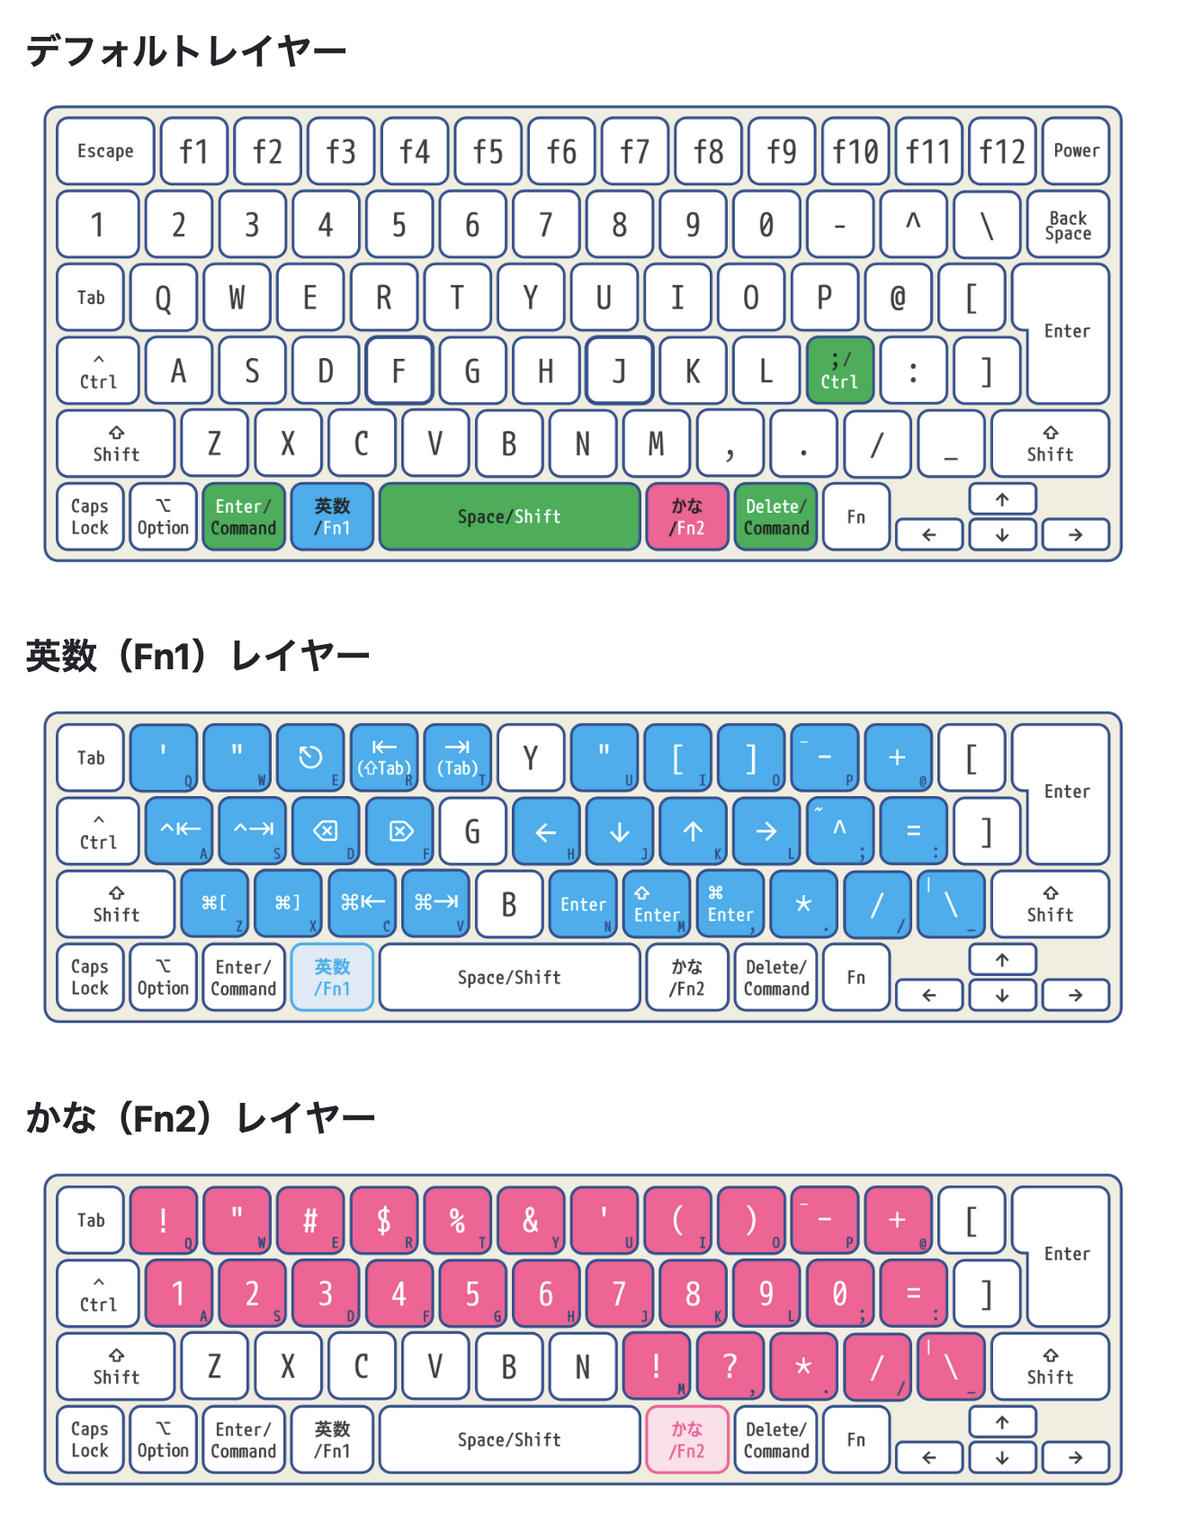 デフォルトレイヤー
Escape f1 f2 f3 f4 f5 f6 f7 f8 f9 f10 f11 f12 Power
1 2 3 4 5 6 7 8 9 0 - ^ \ Back Space
Tab Q W E R T Y U I O P @ [ Enter
^ Ctrl A S D F G H J K L ;/ Ctrl : ]
⇧ Shift Z X C V B N M , . / _ ⇧ Shift
Caps Lock ⌥ Option Enter/ Command 英数 /Fn1 Space/Shift かな /Fn2 Delete/ Command Fn ← ↑ ↓ →
英数（Fn1）レイヤー
Tab ' Q " W E ⇤ (⇧Tab) R ⇥ (Tab) T Y " U [ I ] O ‾ - P + @ [ Enter
^ Ctrl ^⇤ A ^⇥ S ⌫ D ⌦ F G ← H ↓ J ↑ K → L ~ ^ ; = : ]
⇧ Shift ⌘[ Z ⌘] X ⌘⇤ C ⌘⇥ V B Enter N ⇧ Enter M ⌘ Enter , * . / / | \ _ ⇧ Shift
Caps Lock ⌥ Option Enter/ Command 英数 /Fn1 Space/Shift かな /Fn2 Delete/ Command Fn ← ↑ ↓ →
かな（Fn2）レイヤー
Tab ! Q " W # E $ R % T & Y ' U ( I ) O ‾ - P + @ [ Enter
^ Ctrl 1 A 2 S 3 D 4 F 5 G 6 H 7 J 8 K 9 L 0 ; = : ]
⇧ Shift Z X C V B N ! M ? , * . / / | \ _ ⇧ Shift
Caps Lock ⌥ Option Enter/ Command 英数 /Fn1 Space/Shift かな /Fn2 Delete/ Command Fn ← ↑ ↓ →